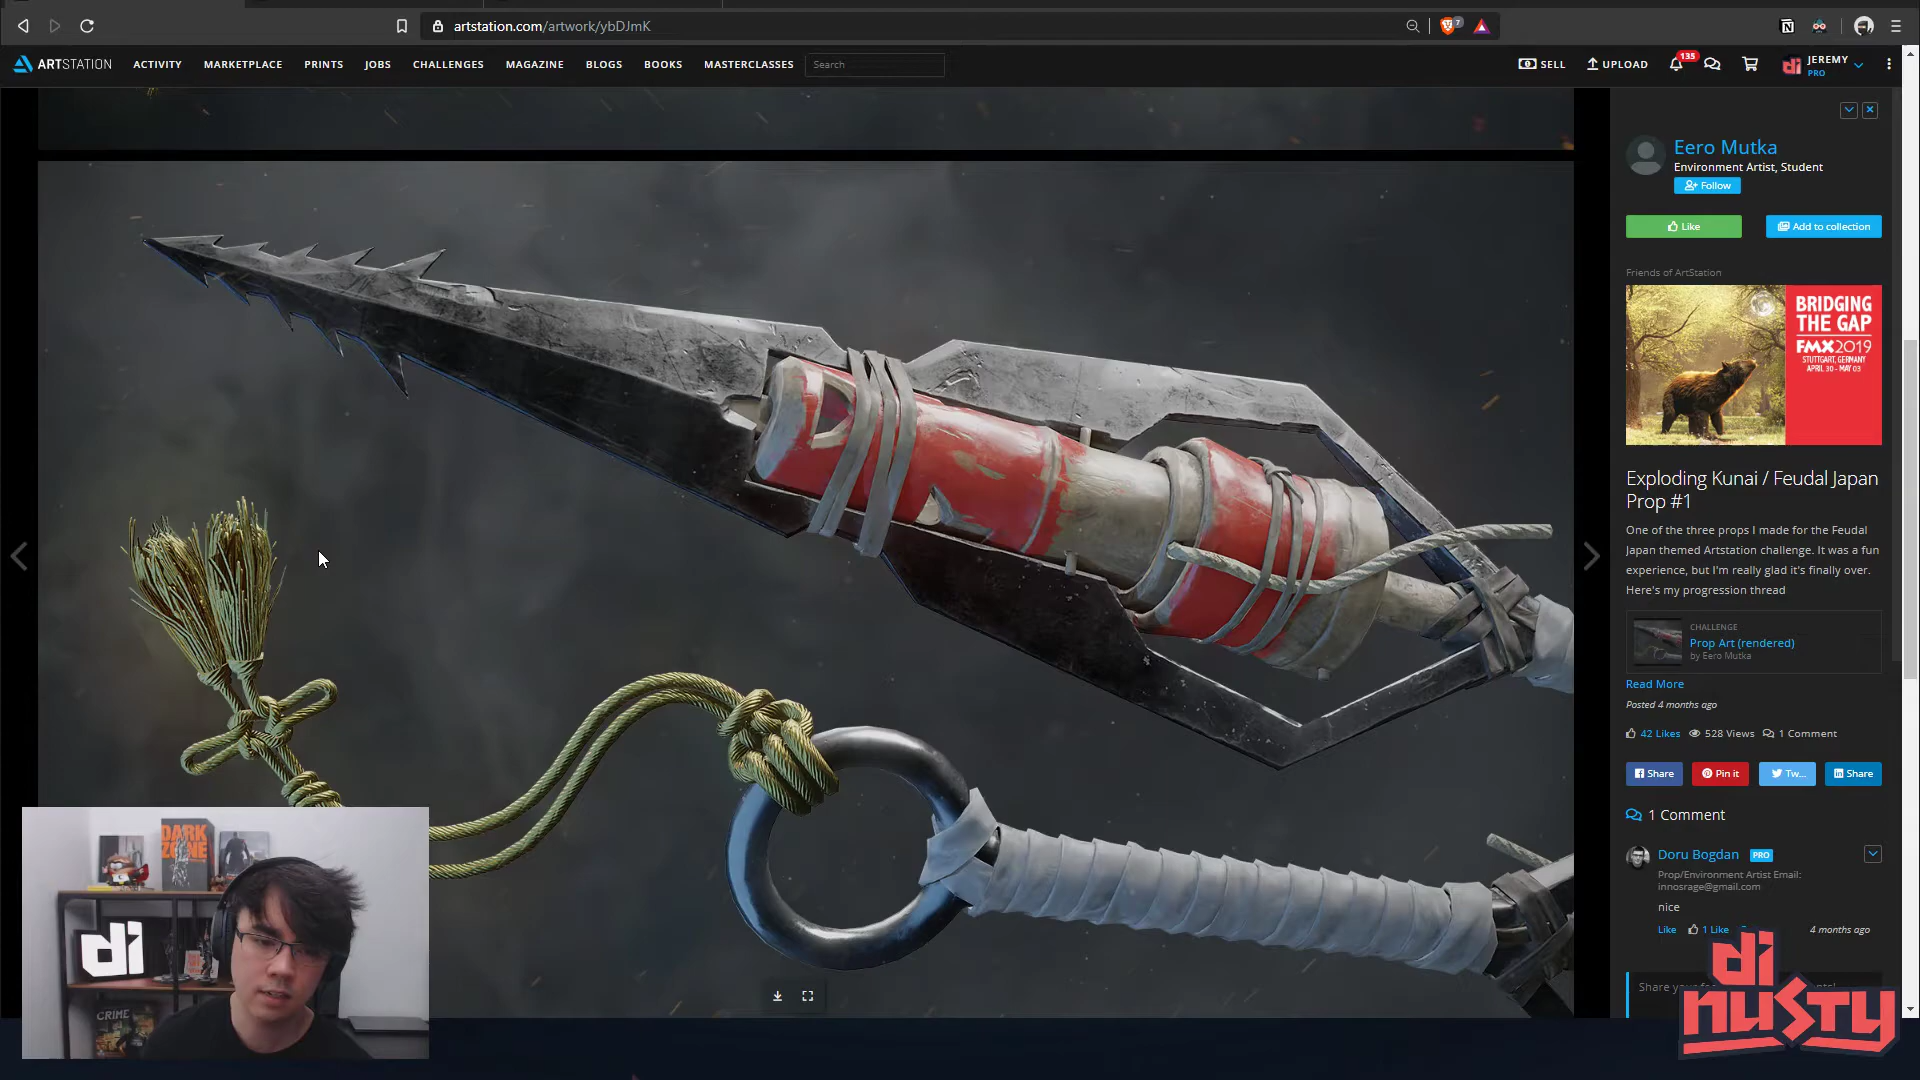 artstation.com/artwork/ybDJmK
7
ARTSTATION
ACTIVITY
MARKETPLACE
PRINTS
JOBS
CHALLENGES
MAGAZINE
BLOGS
BOOKS
MASTERCLASSES
Search
SELL
UPLOAD
135
JEREMY
PRO
Eero Mutka
Environment Artist, Student
Follow
Like
Add to collection
Friends of ArtStation
BRIDGING
THE GAP
FMX2019
STUTTGART, GERMANY
APRIL 30 - MAY 03
Exploding Kunai / Feudal Japan
Prop #1
One of the three props I made for the Feudal
Japan themed Artstation challenge. It was a fun
experience, but I'm really glad it's finally over.
Here's my progression thread
CHALLENGE
Prop Art (rendered)
by Eero Mutka
Read More
Posted 4 months ago
42 Likes
528 Views
1 Comment
Share
Pin it
Tw...
Share
1 Comment
Doru Bogdan
PRO
Prop/Environment Artist Email:
innosrage@gmail.com
nice
Like
1 Like
4 months ago
Share
DARK
ZONE
di
CRIME
di
nusty